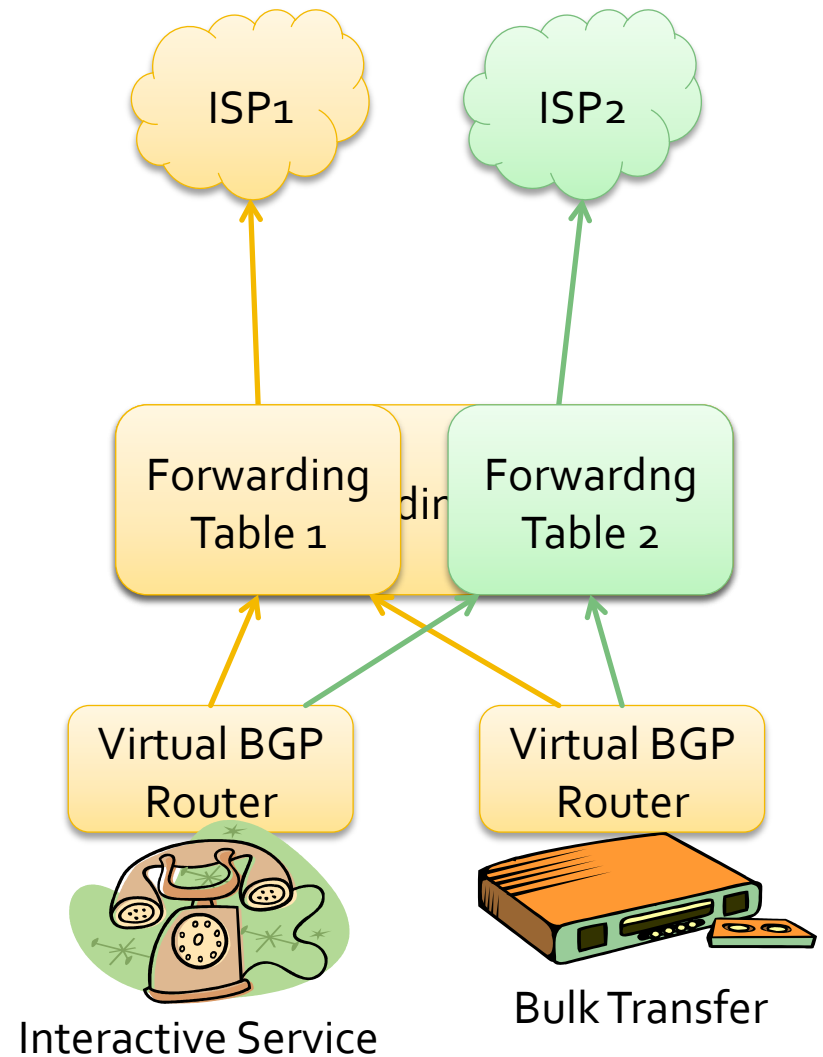 ISP1
ISP2
Forwarding
Table 1
Forwardng
Table 2
Virtual BGP
Router
Virtual BGP
Router
Bulk Transfer
Interactive Service